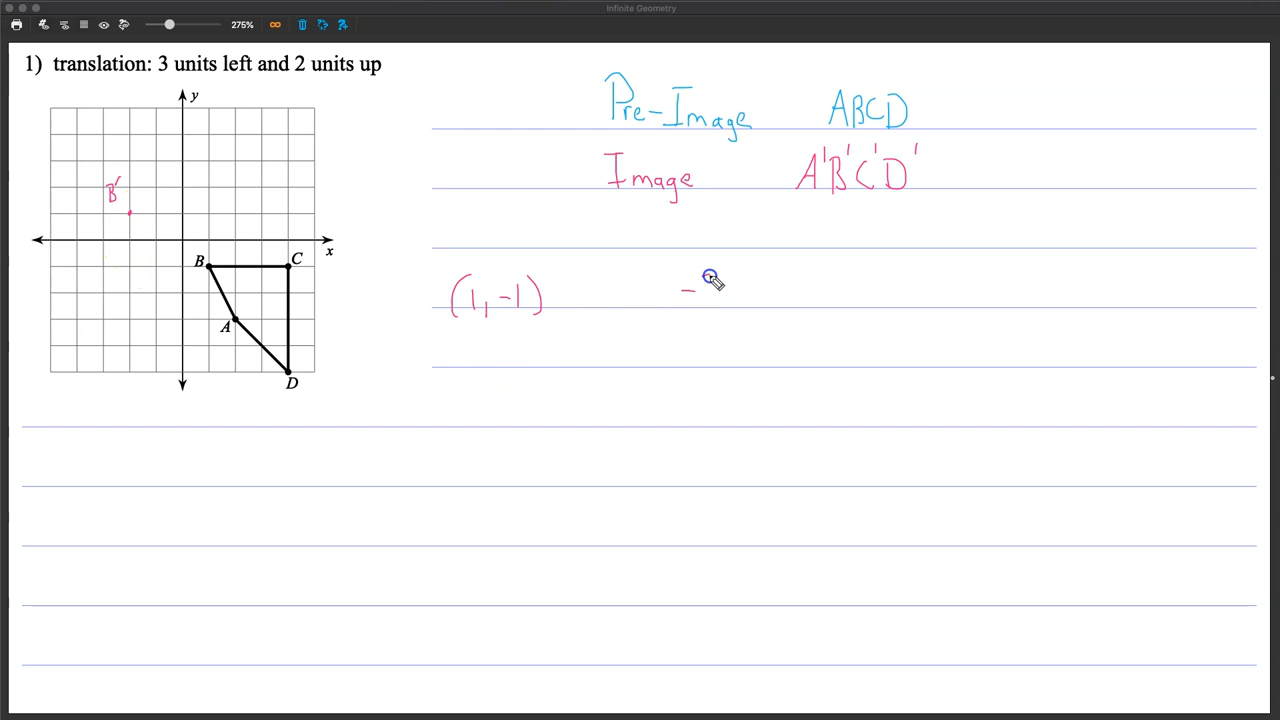 Infinite Geometry
275%
1) translation: 3 units left and 2 units up
y
x
B'
B
C
A
D
Pre-Image ABCD
Image A'B'C'D'
(1, -1) -